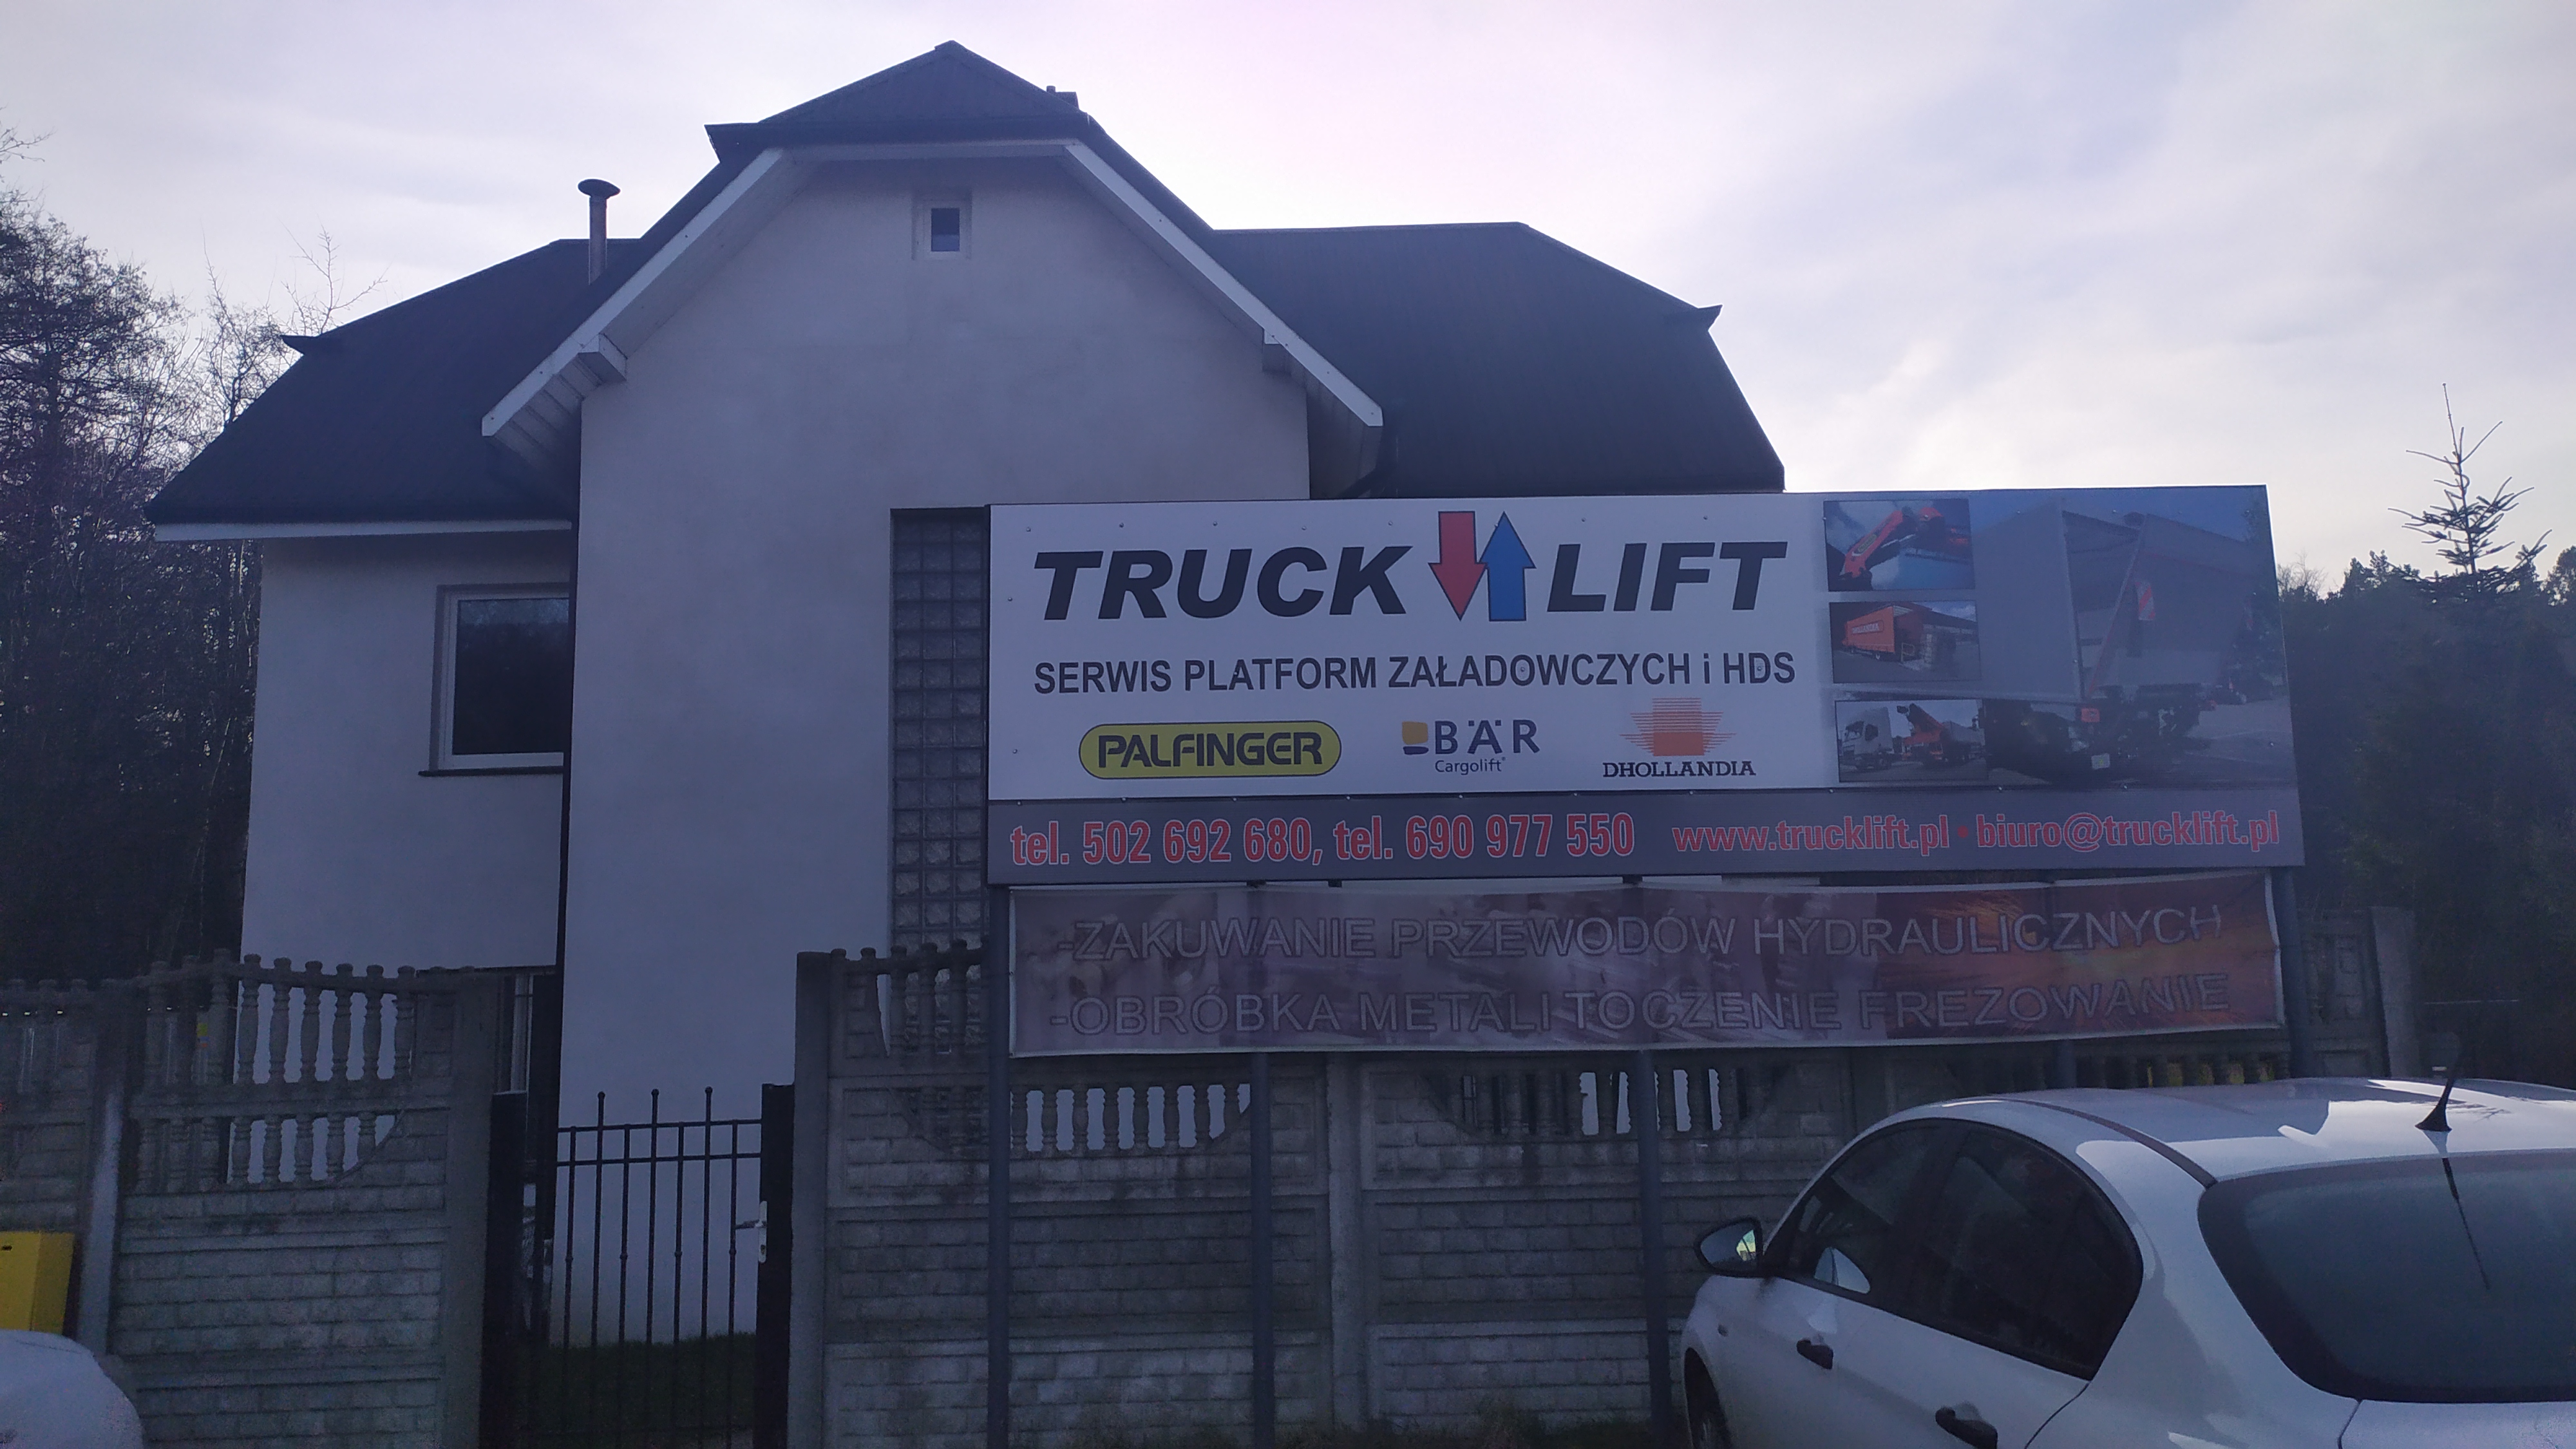 TRUCK LIFT
SERWIS PLATFORM ZAŁADOWCZYCH i HDS
PALFINGER
BÄR
Cargolift®
DHOLLANDIA
tel. 502 692 680, tel. 690 977 550 www.trucklift.pl • biuro@trucklift.pl
-ZAKUWANIE PRZEWODÓW HYDRAULICZNYCH
-OBRÓBKA METALI TOCZENIE FREZOWANIE